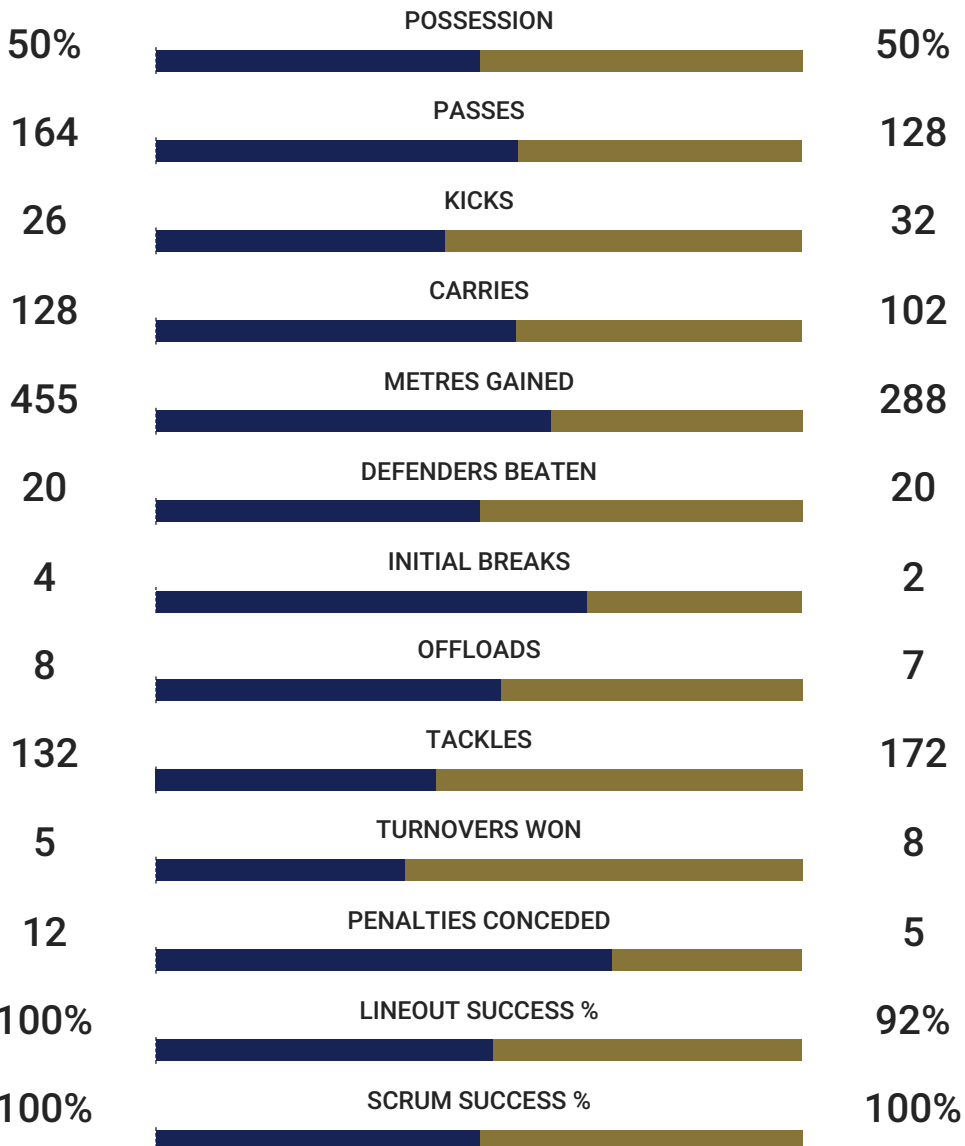 POSSESSION
50% 50%
PASSES
164 128
KICKS
26 32
CARRIES
128 102
METRES GAINED
455 288
DEFENDERS BEATEN
20 20
INITIAL BREAKS
4 2
OFFLOADS
8 7
TACKLES
132 172
TURNOVERS WON
5 8
PENALTIES CONCEDED
12 5
LINEOUT SUCCESS %
100% 92%
SCRUM SUCCESS %
100% 100%